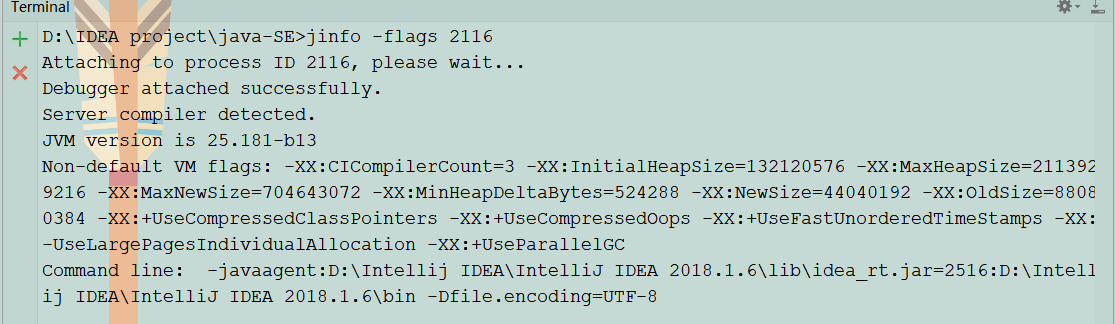 Terminal
D:\IDEA project\java-SE>jinfo -flags 2116
Attaching to process ID 2116, please wait...
Debugger attached successfully.
Server compiler detected.
JVM version is 25.181-b13
Non-default VM flags: -XX:CICompilerCount=3 -XX:InitialHeapSize=132120576 -XX:MaxHeapSize=211392
9216 -XX:MaxNewSize=704643072 -XX:MinHeapDeltaBytes=524288 -XX:NewSize=44040192 -XX:OldSize=8808
0384 -XX:+UseCompressedClassPointers -XX:+UseCompressedOops -XX:+UseFastUnorderedTimeStamps -XX:
-UseLargePagesIndividualAllocation -XX:+UseParallelGC
Command line:  -javaagent:D:\Intellij IDEA\IntelliJ IDEA 2018.1.6\lib\idea_rt.jar=2516:D:\Intell
ij IDEA\IntelliJ IDEA 2018.1.6\bin -Dfile.encoding=UTF-8